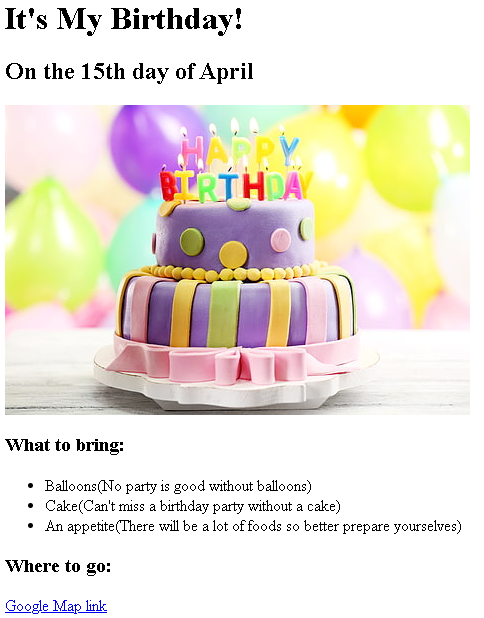 It's My Birthday!
On the 15th day of April
HAPPY
BIRTHDAY
What to bring:
Balloons(No party is good without balloons)
Cake(Can't miss a birthday party without a cake)
An appetite(There will be a lot of foods so better prepare yourselves)
Where to go:
Google Map link